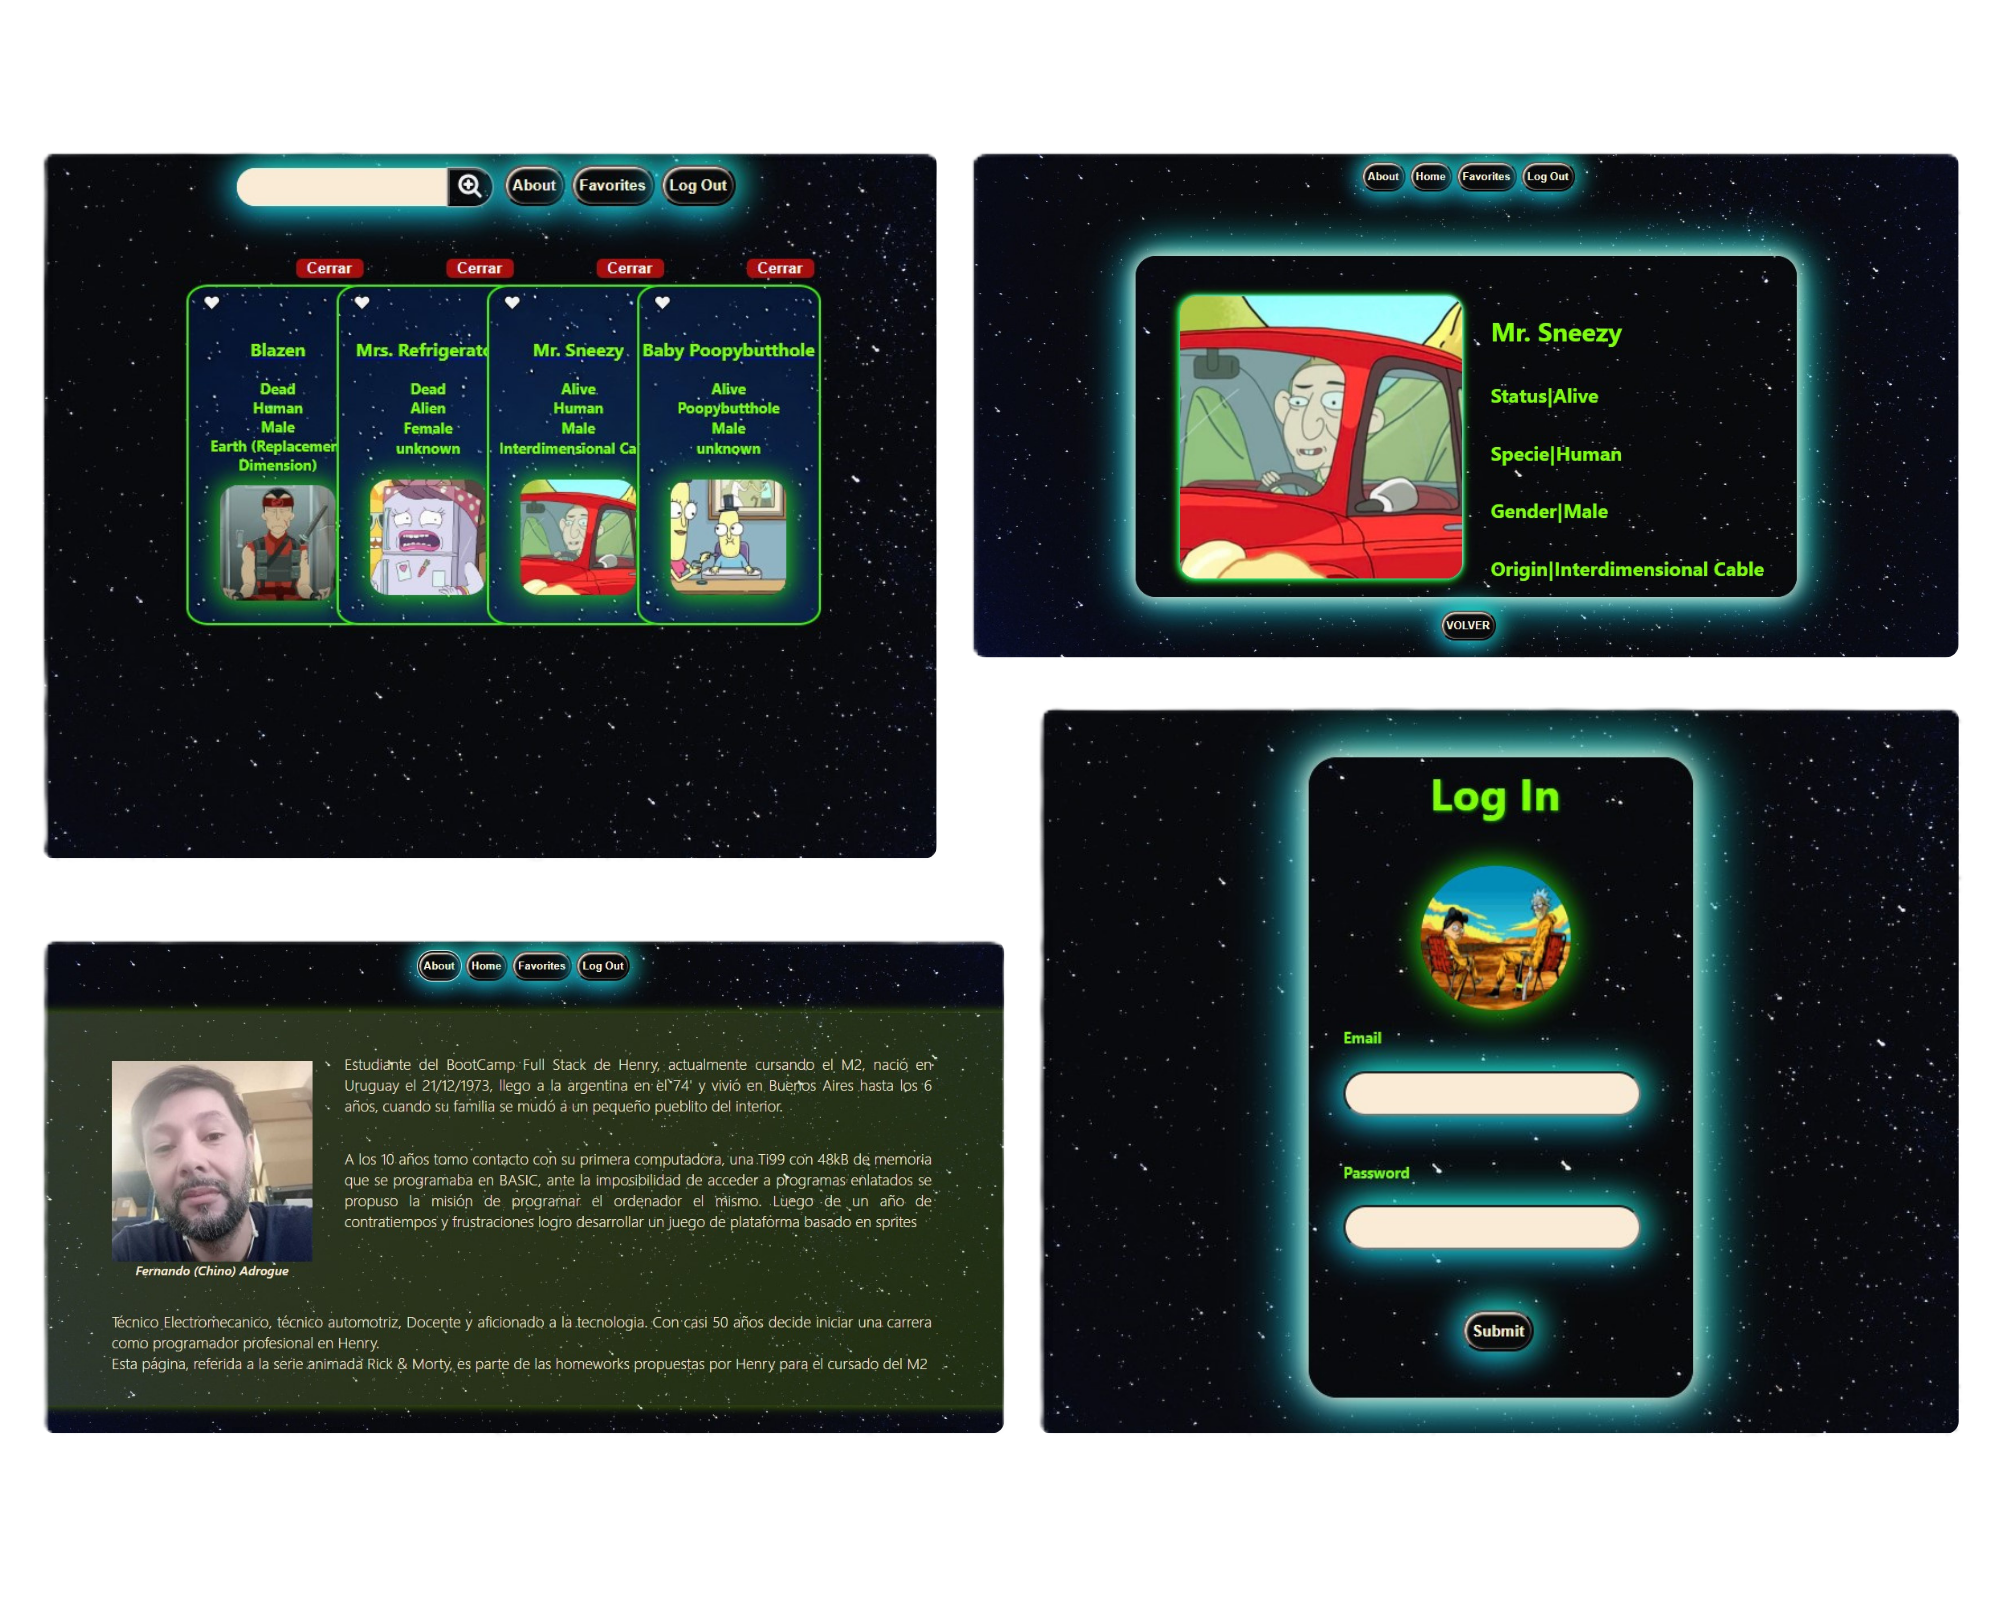 About Favorites Log Out
Cerrar Cerrar Cerrar Cerrar
Blazen
Dead
Human
Male
Earth (Replacemen
Dimension)
Mrs. Refrigerato
Dead
Alien
Female
unknown
Mr. Sneezy
Alive
Human
Male
Interdimensional Ca
Baby Poopybutthole
Alive
Poopybutthole
Male
unknown
About Home Favorites Log Out
Mr. Sneezy
Status|Alive
Specie|Human
Gender|Male
Origin|Interdimensional Cable
VOLVER
About Home Favorites Log Out
Estudiante del BootCamp Full Stack de Henry, actualmente cursando el M2, nació en
Uruguay el 21/12/1973, llego a la argentina en el '74' y vivió en Buenos Aires hasta los 6
años, cuando su familia se mudó a un pequeño pueblito del interior.
A los 10 años tomo contacto con su primera computadora, una Ti99 con 48kB de memoria
que se programaba en BASIC, ante la imposibilidad de acceder a programas enlatados se
propuso la misión de programar el ordenador el mismo. Luego de un año de
contratiempos y frustraciones logro desarrollar un juego de plataforma basado en sprites
Fernando (Chino) Adrogue
Técnico Electromecanico, técnico automotriz, Docente y aficionado a la tecnologia. Con casi 50 años decide iniciar una carrera
como programador profesional en Henry.
Esta página, referida a la serie animada Rick & Morty, es parte de las homeworks propuestas por Henry para el cursado del M2
Log In
Email
Password
Submit